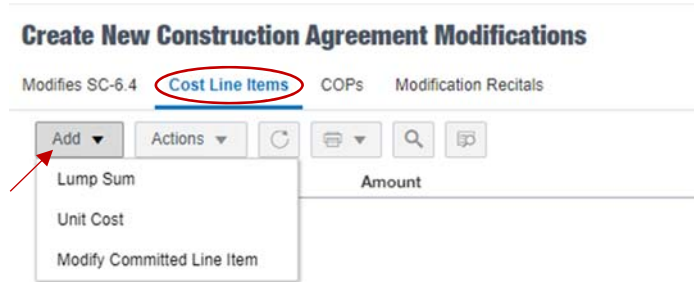 Create New Construction Agreement Modifications
Modifies SC-6.4 Cost Line Items COPs Modification Recitals
Add Actions
Lump Sum Amount
Unit Cost
Modify Committed Line Item